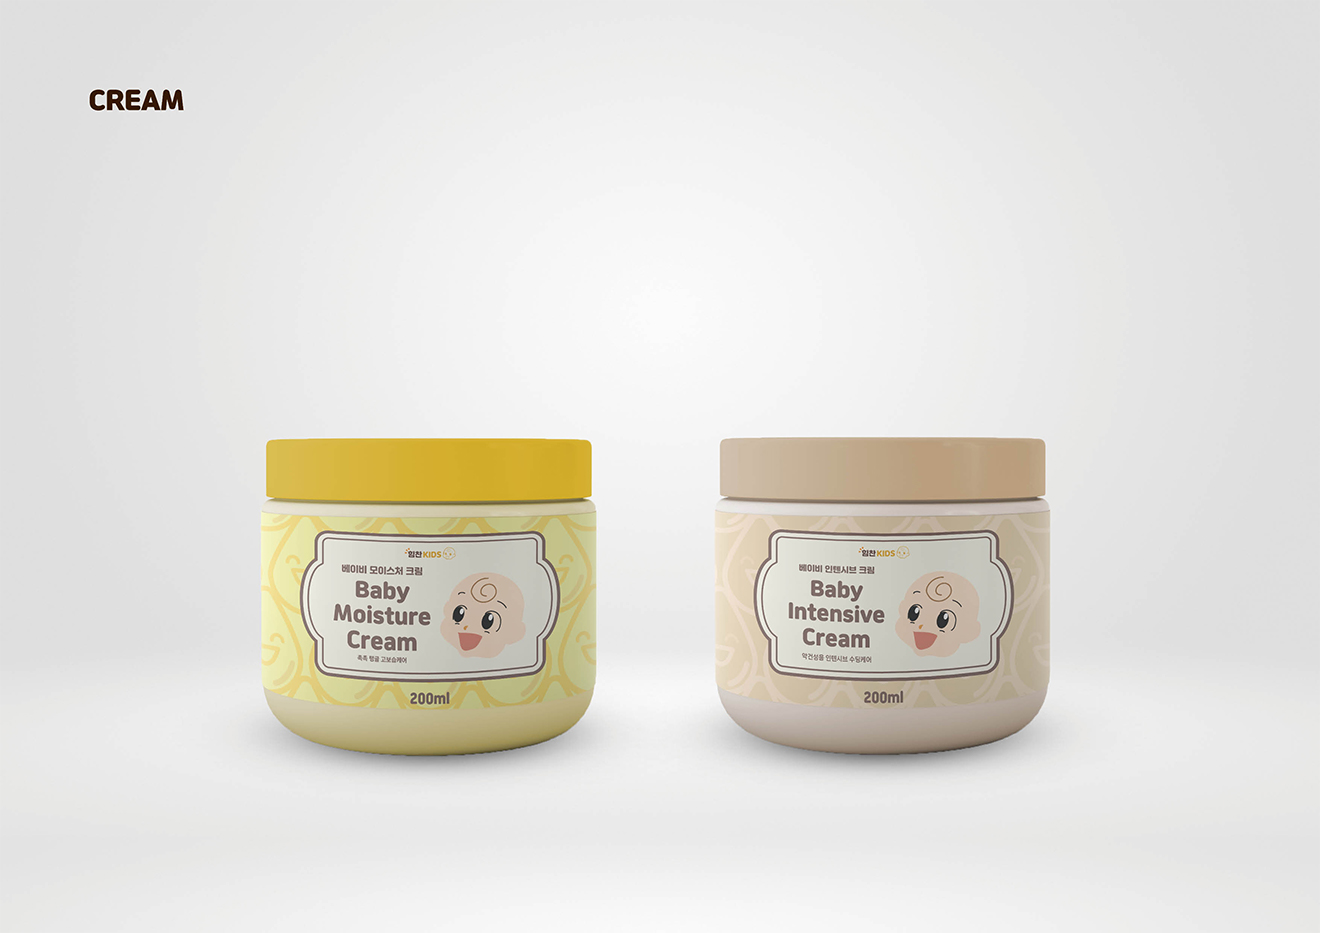 CREAM
임찬KIDS
베이비 모이스처 크림
Baby
Moisture
Cream
촉촉 탱글 고보습케어
200ml
임찬KIDS
베이비 인텐시브 크림
Baby
Intensive
Cream
악건성용 인텐시브 수딩케어
200ml